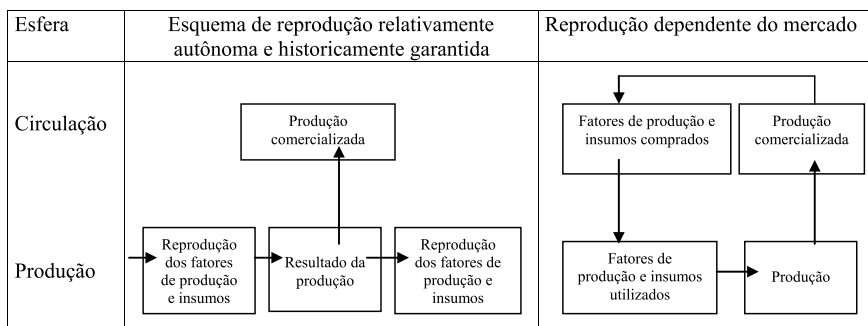 Esfera
Esquema de reprodução relativamente
autônoma e historicamente garantida
Reprodução dependente do mercado
Circulação
Produção
comercializada
Fatores de produção e
insumos comprados
Produção
comercializada
Produção
Reprodução
dos fatores
de produção
e insumos
Resultado da
produção
Reprodução
dos fatores de
produção e
insumos
Fatores de
produção e insumos
utilizados
Produção